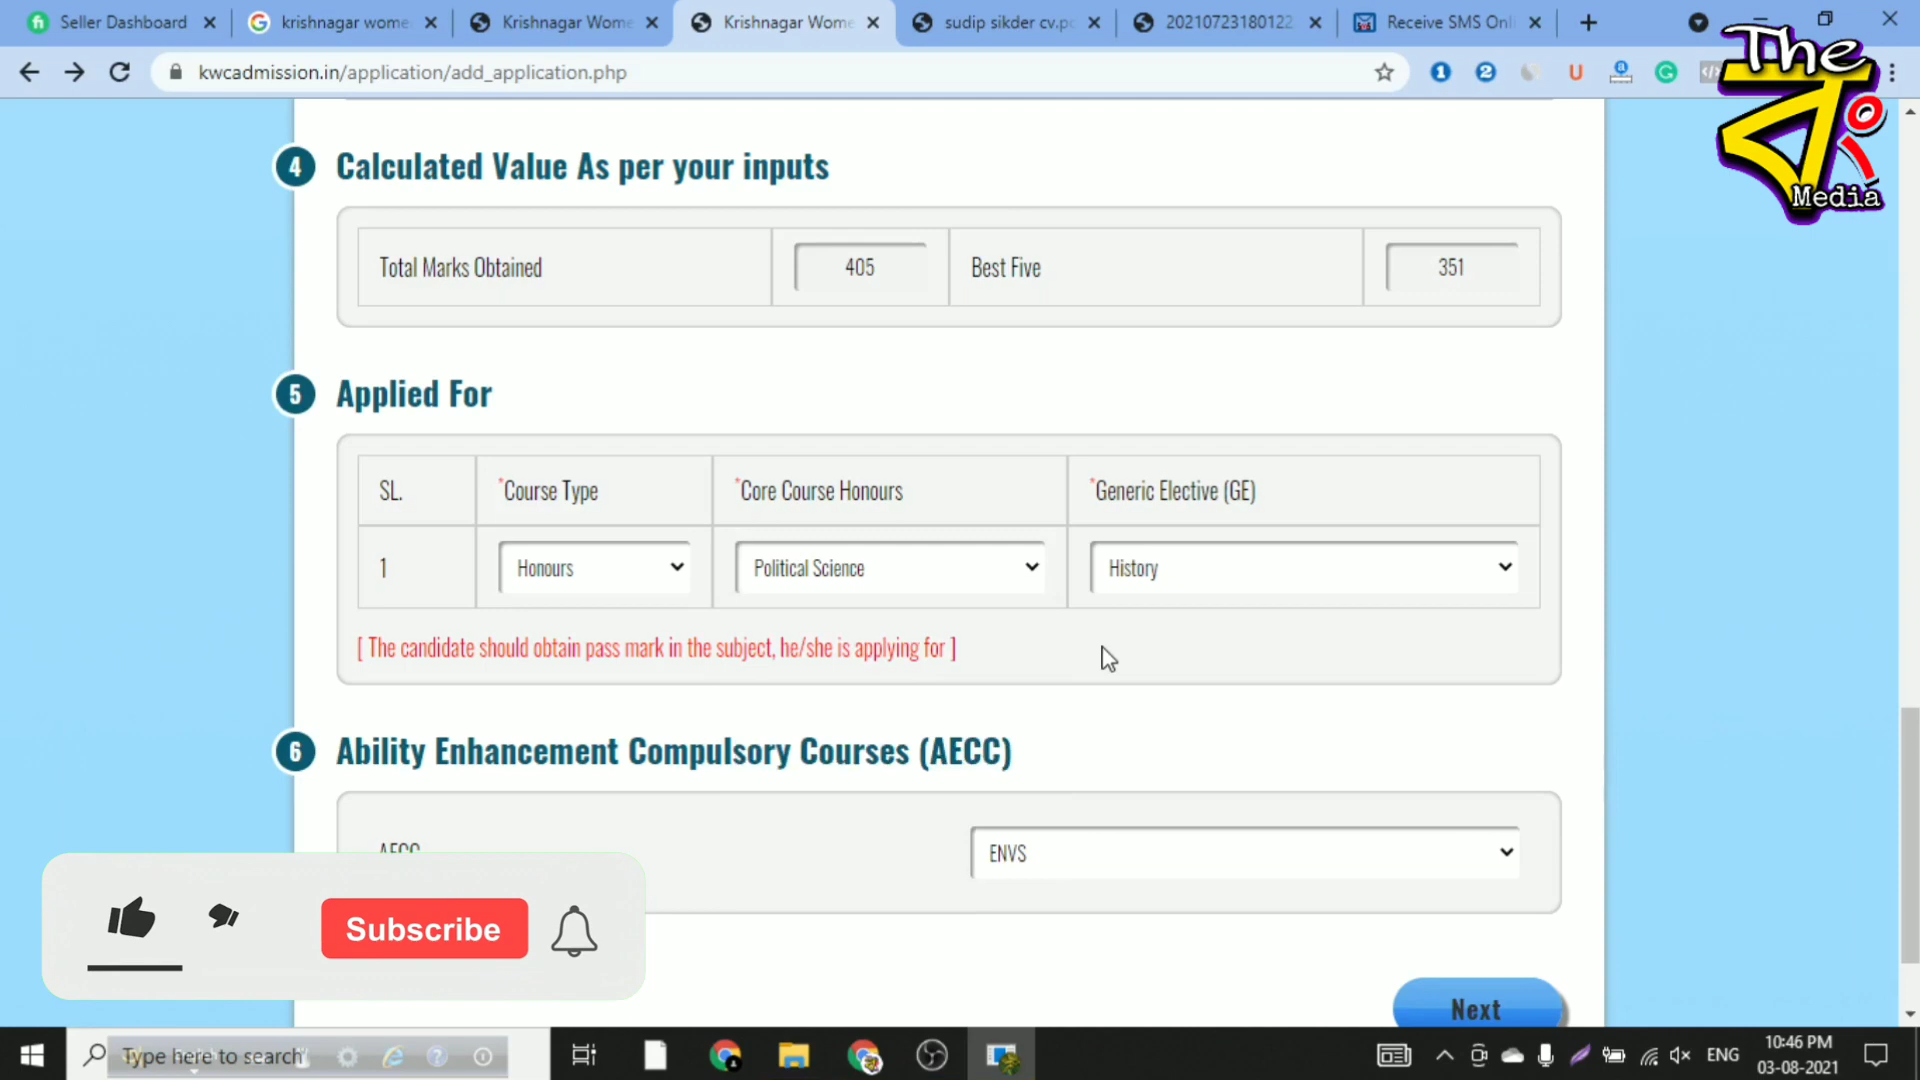 Seller Dashboard
krishnagar wome
Krishnagar Wome
Krishnagar Wome
sudip sikder cv.p
20210723180122
Receive SMS Onl
kwcadmission.in/application/add_application.php
The
Media
4 Calculated Value As per your inputs
Total Marks Obtained 405 Best Five 351
5 Applied For
SL. *Course Type *Core Course Honours *Generic Elective (GE)
1 Honours Political Science History
[ The candidate should obtain pass mark in the subject, he/she is applying for ]
6 Ability Enhancement Compulsory Courses (AECC)
AECC ENVS
Subscribe
Next
Type here to search
ENG
10:46 PM
03-08-2021